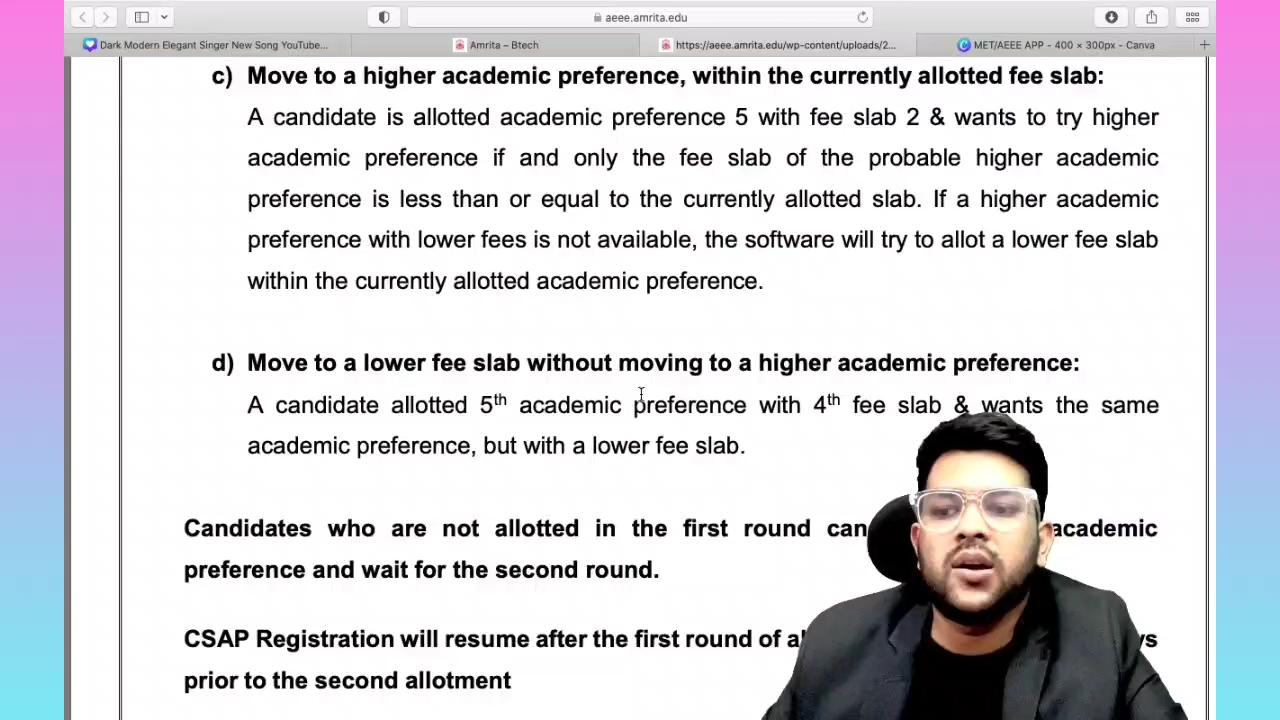 aeee.amrita.edu
Dark Modern Elegant Singer New Song YouTube...
Amrita – Btech
https://aeee.amrita.edu/wp-content/uploads/2...
MET/AEEE APP - 400 × 300px - Canva
c) Move to a higher academic preference, within the currently allotted fee slab:
A candidate is allotted academic preference 5 with fee slab 2 & wants to try higher
academic preference if and only the fee slab of the probable higher academic
preference is less than or equal to the currently allotted slab. If a higher academic
preference with lower fees is not available, the software will try to allot a lower fee slab
within the currently allotted academic preference.
d) Move to a lower fee slab without moving to a higher academic preference:
A candidate allotted 5th academic preference with 4th fee slab & wants the same
academic preference, but with a lower fee slab.
Candidates who are not allotted in the first round can academic
preference and wait for the second round.
CSAP Registration will resume after the first round of
prior to the second allotment